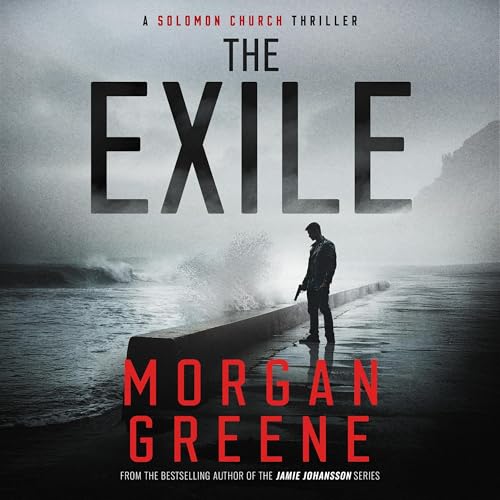 A SOLOMON CHURCH THRILLER
THE
EXILE
MORGAN
GREENE
FROM THE BESTSELLING AUTHOR OF THE JAMIE JOHANSSON SERIES